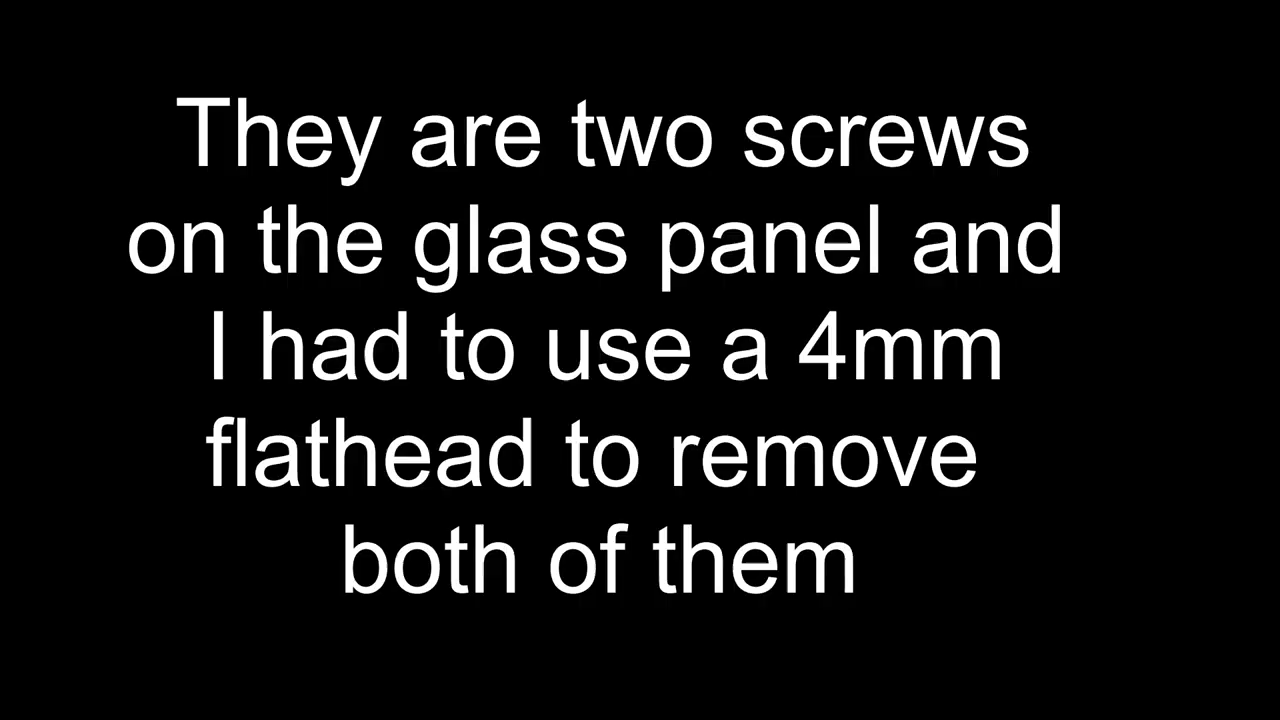 They are two screws
on the glass panel and
I had to use a 4mm
flathead to remove
both of them